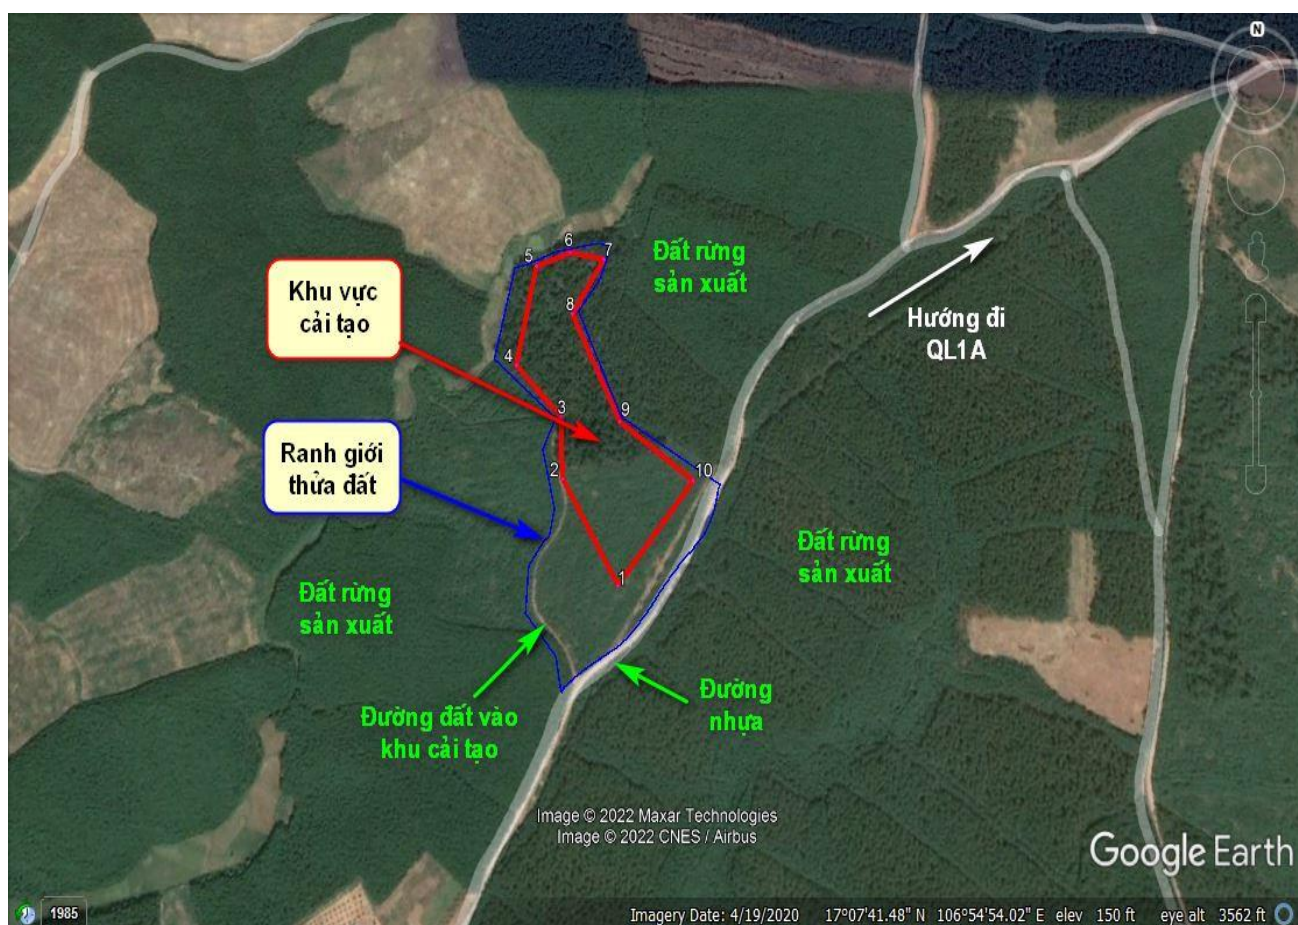 N
6
7
5
Đất rừng
sản xuất
Khu vực
cải tạo
8
Hướng đi
QL1A
4
3
9
Ranh giới
thửa đất
2
10
Đất rừng
sản xuất
1
Đất rừng
sản xuất
Đường
nhựa
Đường đất vào
khu cải tạo
Image © 2022 Maxar Technologies
Image © 2022 CNES / Airbus
Google Earth
1985
Imagery Date: 4/19/2020 17°07'41.48" N 106°54'54.02" E elev 150 ft eye alt 3562 ft